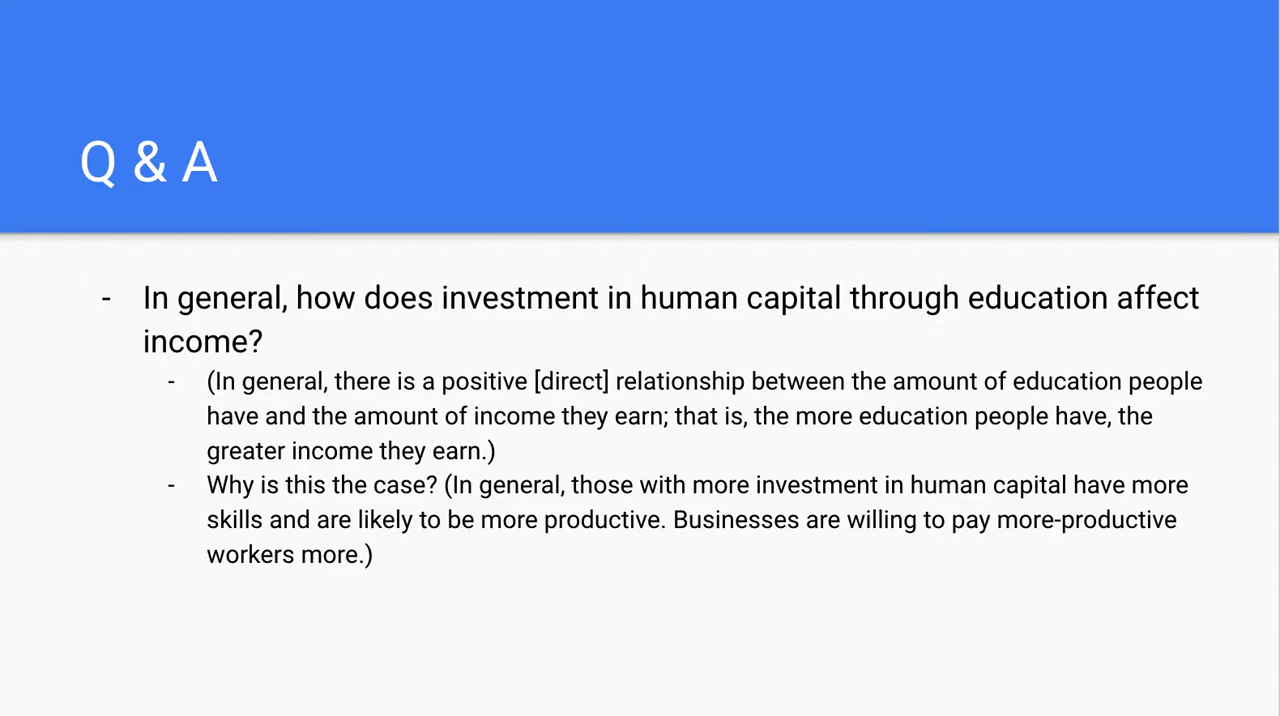 Q & A
- In general, how does investment in human capital through education affect
income?
- (In general, there is a positive [direct] relationship between the amount of education people
have and the amount of income they earn; that is, the more education people have, the
greater income they earn.)
- Why is this the case? (In general, those with more investment in human capital have more
skills and are likely to be more productive. Businesses are willing to pay more-productive
workers more.)